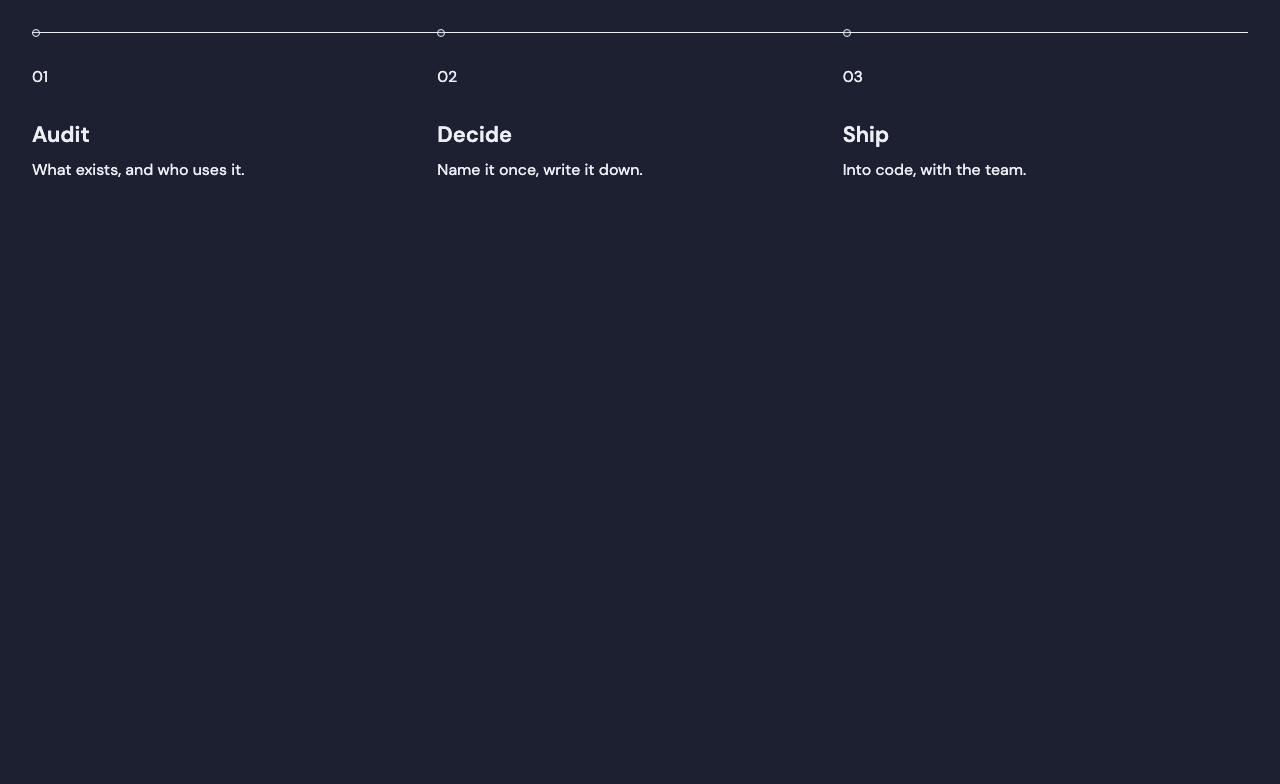 01
Audit
What exists, and who uses it.
02
Decide
Name it once, write it down.
03
Ship
Into code, with the team.